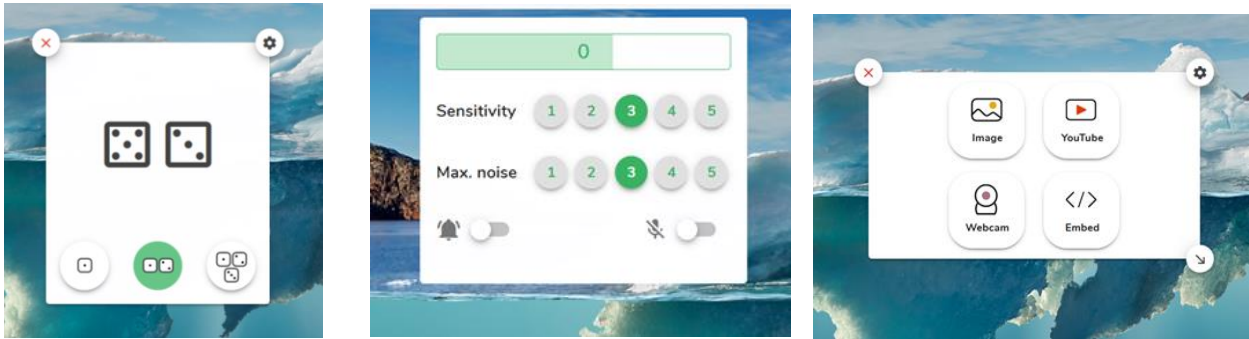 0
Sensitivity 1 2 3 4 5
Max. noise 1 2 3 4 5
Image YouTube
Webcam </> Embed